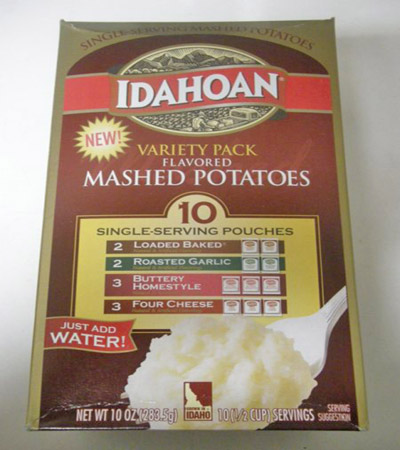 SINGLE-SERVING MASHED POTATOES
IDAHOAN®
NEW!
VARIETY PACK
FLAVORED
MASHED POTATOES
10
SINGLE-SERVING POUCHES
2 LOADED BAKED
2 ROASTED GARLIC
3 BUTTERY
HOMESTYLE
3 FOUR CHEESE
JUST ADD
WATER!
GROWN IN
IDAHO
NET WT 10 OZ (283.5g)
10 (1/2 CUP) SERVINGS
SERVING
SUGGESTION